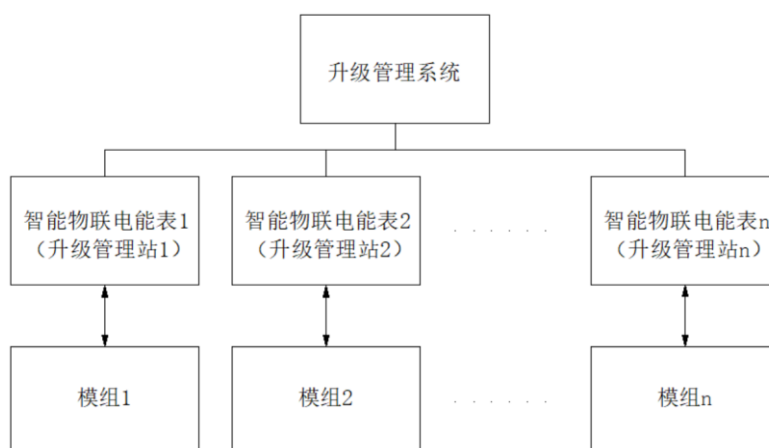 升级管理系统
智能物联电能表1
（升级管理站1）
智能物联电能表2
（升级管理站2）
. . . . . .
智能物联电能表n
（升级管理站n）
模组1
模组2
. . . . . .
模组n